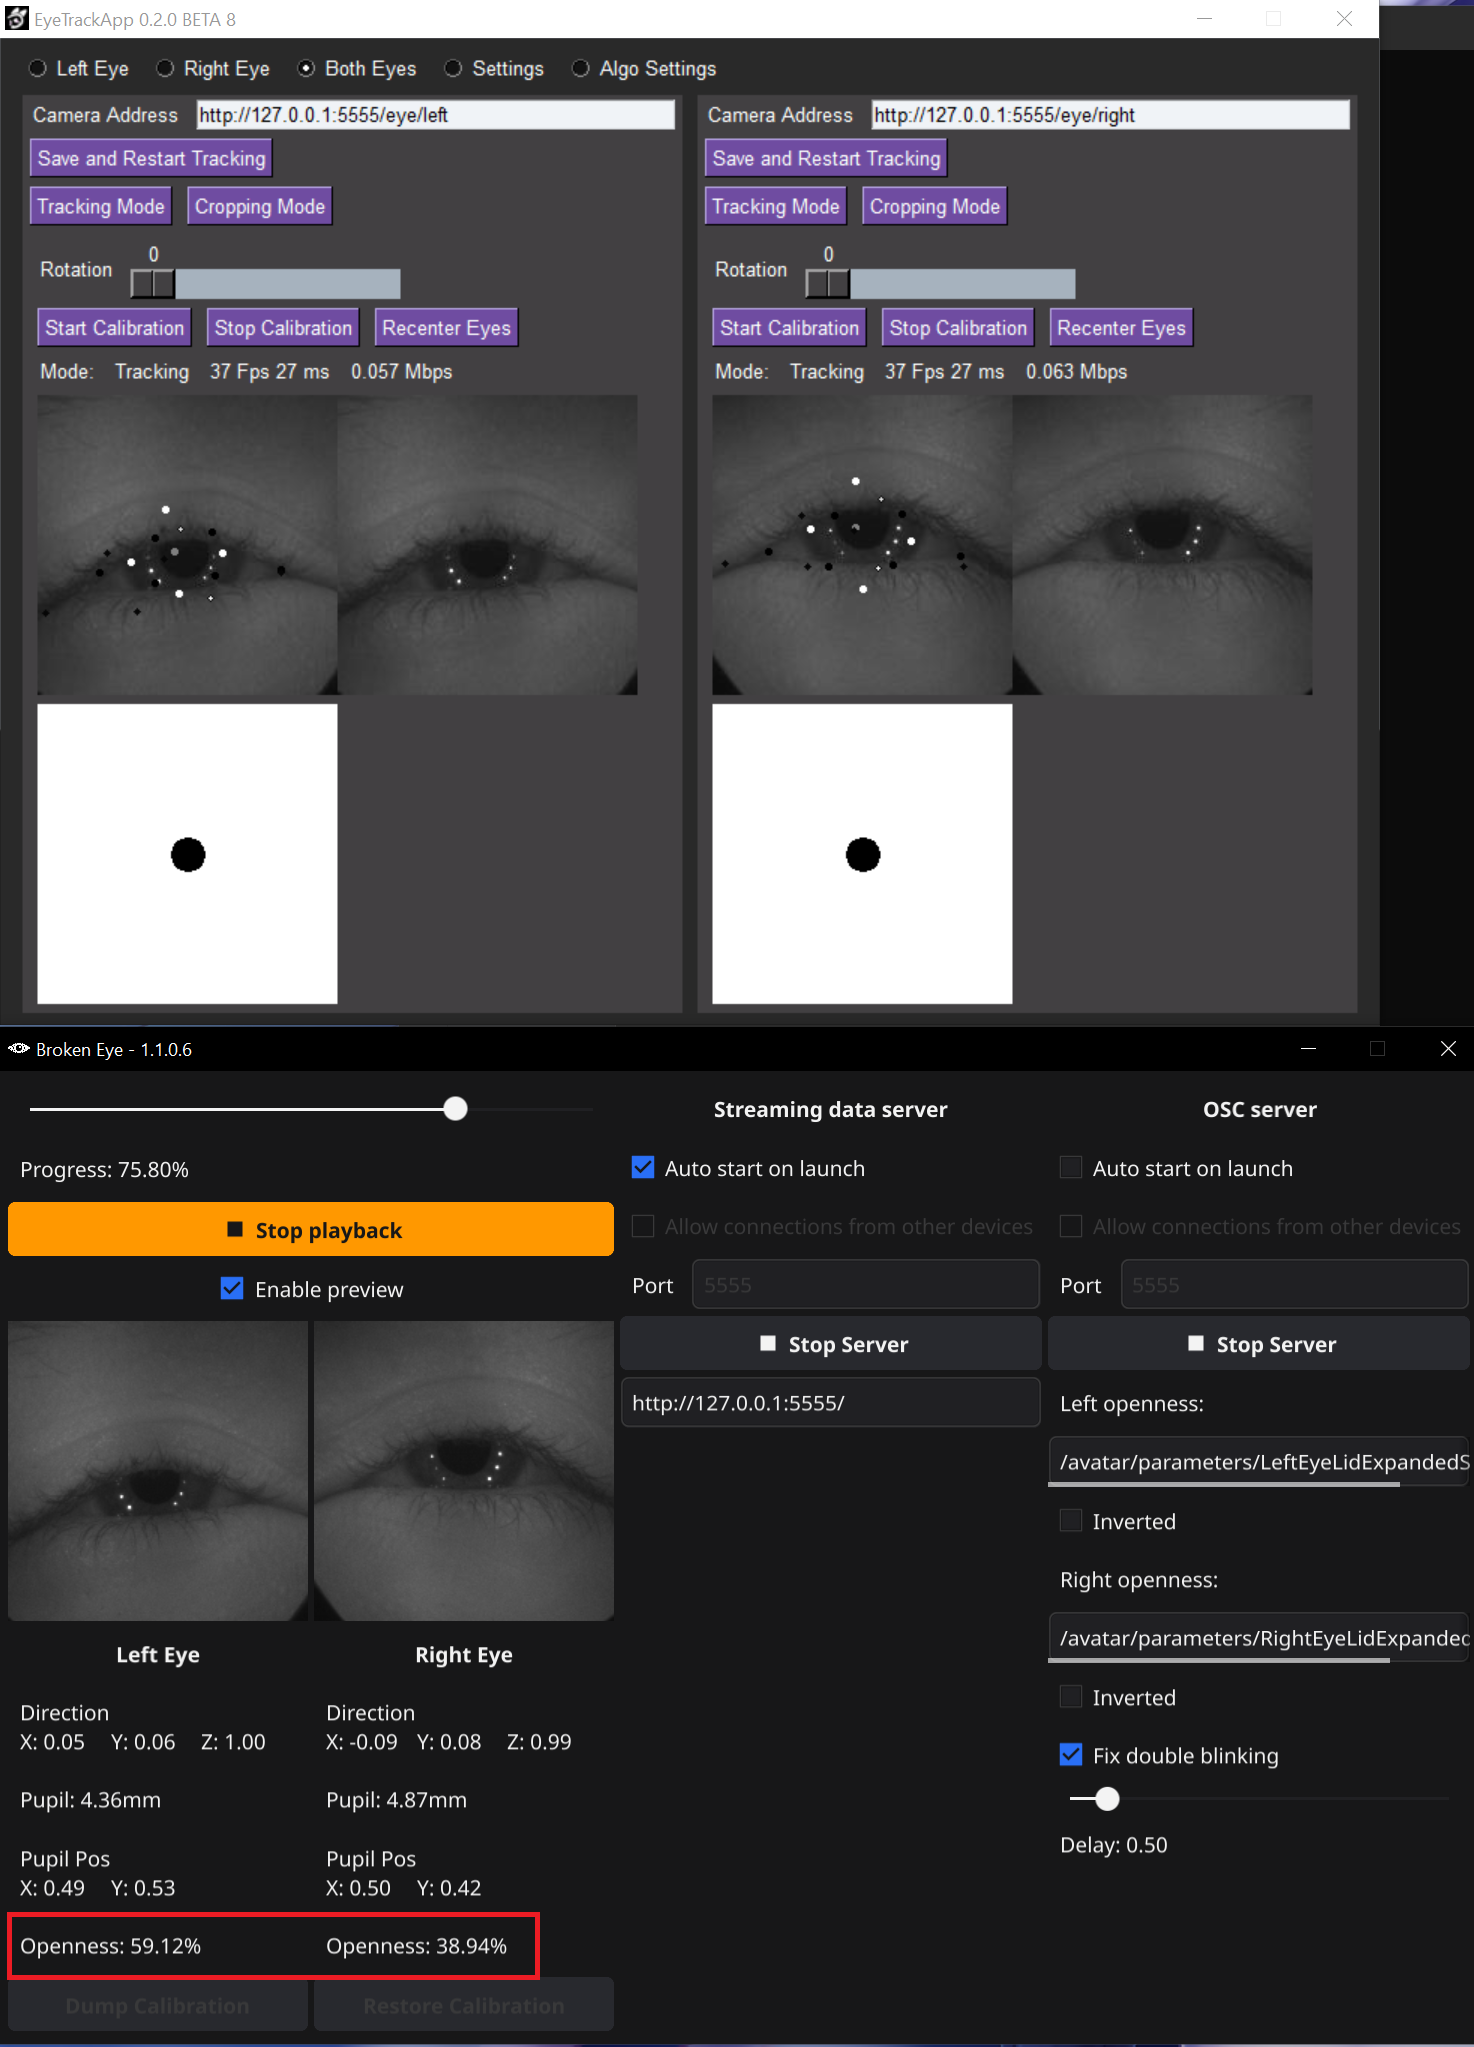 EyeTrackApp 0.2.0 BETA 8
Left Eye Right Eye Both Eyes Settings Algo Settings
Camera Address http://127.0.0.1:5555/eye/left
Save and Restart Tracking
Tracking Mode Cropping Mode
0
Rotation
Start Calibration Stop Calibration Recenter Eyes
Mode: Tracking 37 Fps 27 ms 0.057 Mbps
Camera Address http://127.0.0.1:5555/eye/right
Save and Restart Tracking
Tracking Mode Cropping Mode
0
Rotation
Start Calibration Stop Calibration Recenter Eyes
Mode: Tracking 37 Fps 27 ms 0.063 Mbps
Broken Eye - 1.1.0.6
Progress: 75.80%
Stop playback
Enable preview
Left Eye
Direction
X: 0.05 Y: 0.06 Z: 1.00
Pupil: 4.36mm
Pupil Pos
X: 0.49 Y: 0.53
Openness: 59.12%
Dump Calibration
Right Eye
Direction
X: -0.09 Y: 0.08 Z: 0.99
Pupil: 4.87mm
Pupil Pos
X: 0.50 Y: 0.42
Openness: 38.94%
Restore Calibration
Streaming data server
Auto start on launch
Allow connections from other devices
Port 5555
Stop Server
http://127.0.0.1:5555/
OSC server
Auto start on launch
Allow connections from other devices
Port 5555
Stop Server
Left openness:
/avatar/parameters/LeftEyeLidExpandedS
Inverted
Right openness:
/avatar/parameters/RightEyeLidExpanded
Inverted
Fix double blinking
Delay: 0.50